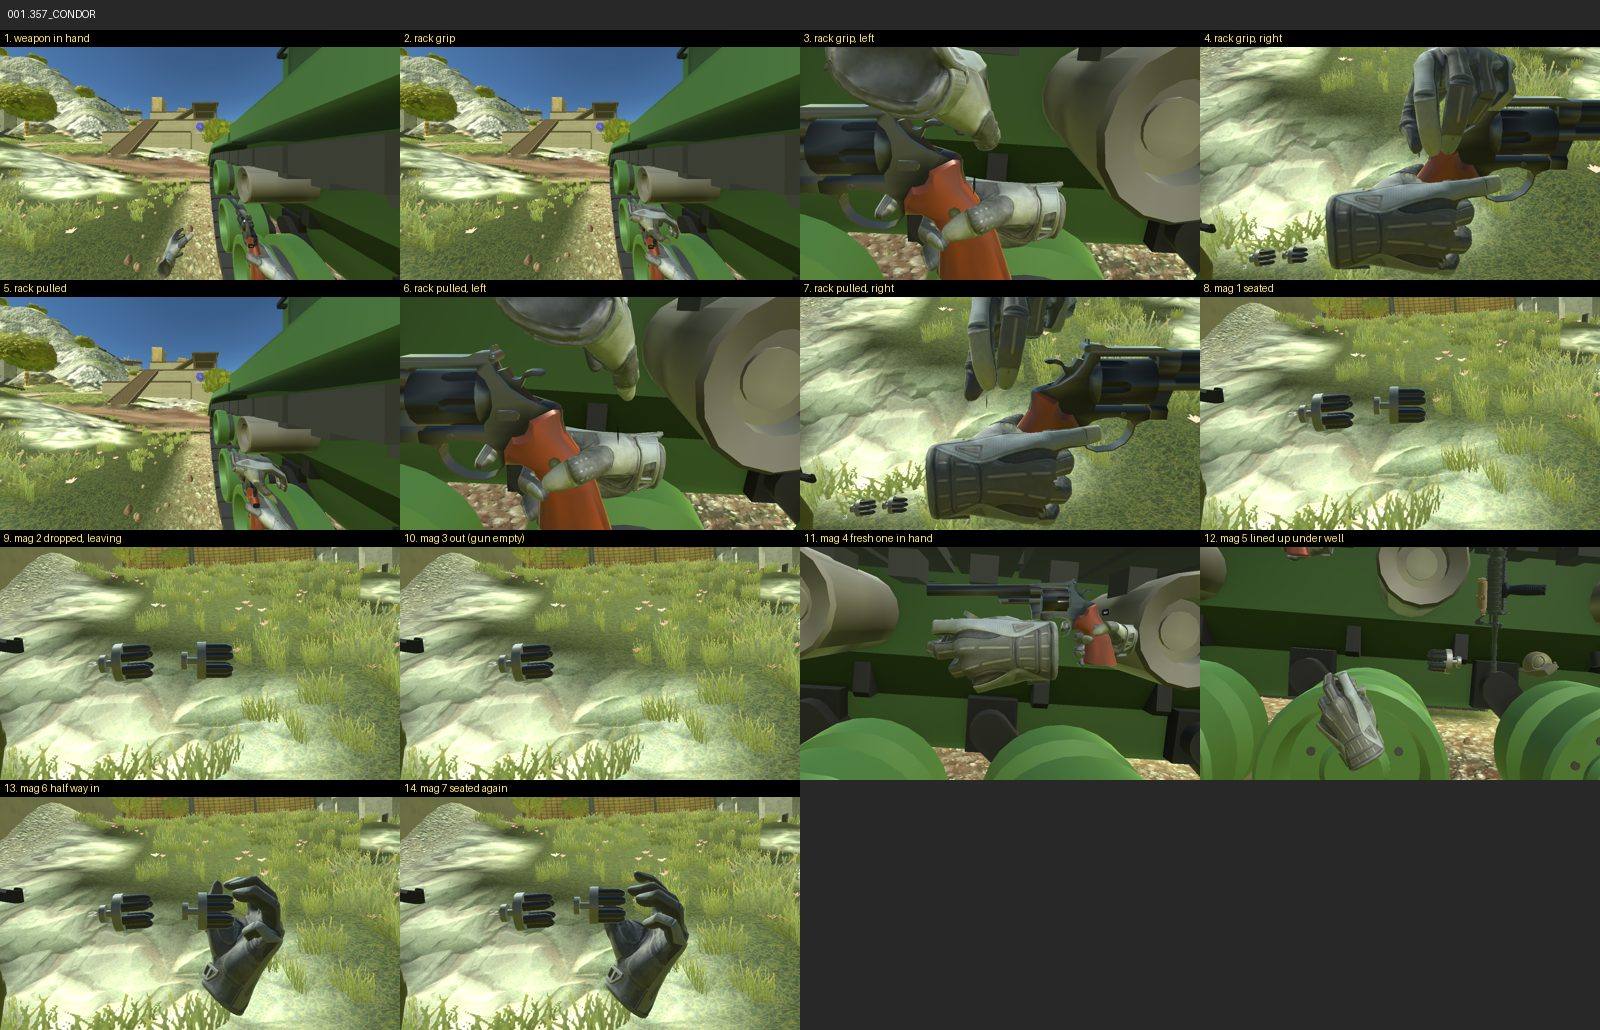 001.357_CONDOR
1. weapon in hand
2. rack grip
3. rack grip, left
4. rack grip, right
5. rack pulled
6. rack pulled, left
7. rack pulled, right
8. mag 1 seated
9. mag 2 dropped, leaving
10. mag 3 out (gun empty)
11. mag 4 fresh one in hand
12. mag 5 lined up under well
13. mag 6 half way in
14. mag 7 seated again